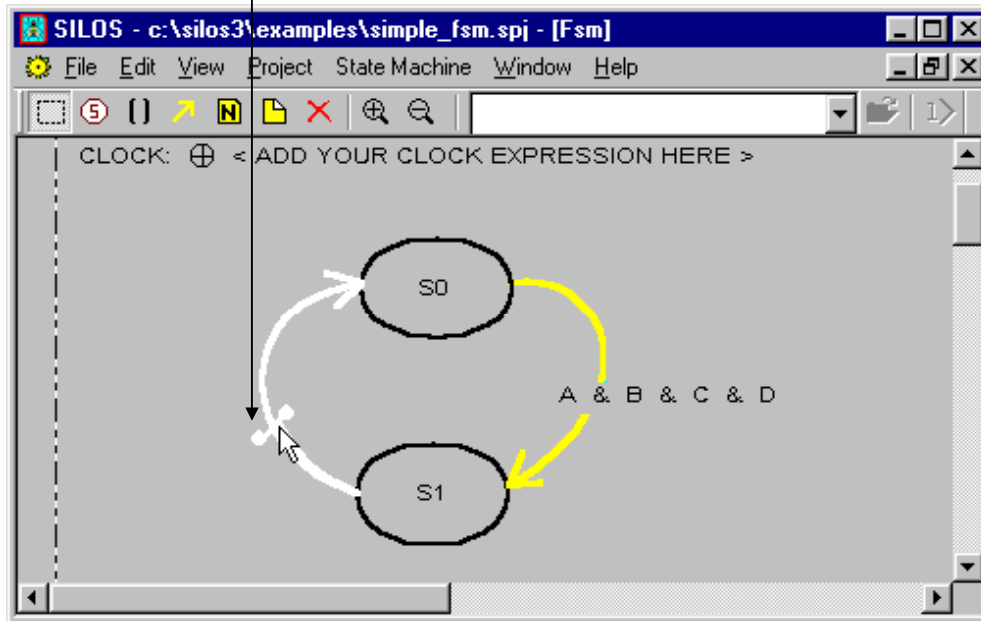 SILOS - c:\silos3\examples\simple_fsm.spj - [Fsm]
File Edit View Project State Machine Window Help
S N 1
CLOCK: < ADD YOUR CLOCK EXPRESSION HERE >
S0
A & B & C & D
S1